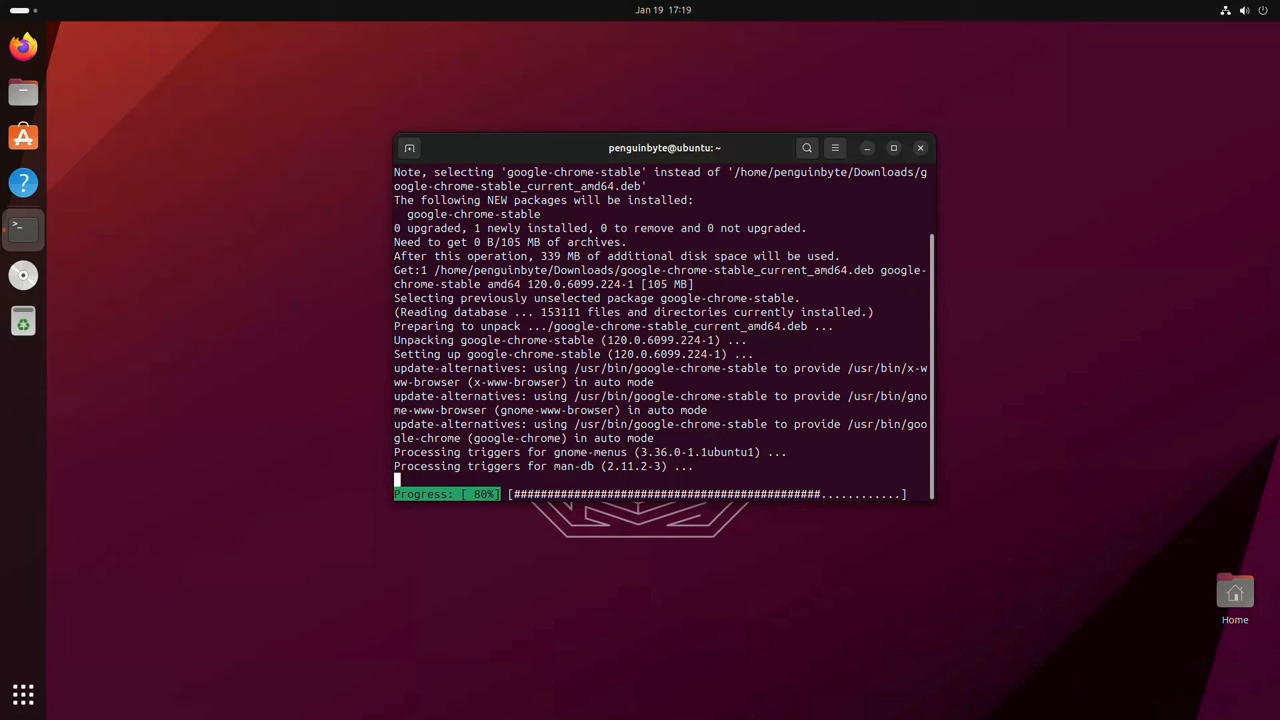 Jan 19 17:19
penguinbyte@ubuntu: ~
Note, selecting 'google-chrome-stable' instead of '/home/penguinbyte/Downloads/g
oogle-chrome-stable_current_amd64.deb'
The following NEW packages will be installed:
  google-chrome-stable
0 upgraded, 1 newly installed, 0 to remove and 0 not upgraded.
Need to get 0 B/105 MB of archives.
After this operation, 339 MB of additional disk space will be used.
Get:1 /home/penguinbyte/Downloads/google-chrome-stable_current_amd64.deb google-
chrome-stable amd64 120.0.6099.224-1 [105 MB]
Selecting previously unselected package google-chrome-stable.
(Reading database ... 153111 files and directories currently installed.)
Preparing to unpack .../google-chrome-stable_current_amd64.deb ...
Unpacking google-chrome-stable (120.0.6099.224-1) ...
Setting up google-chrome-stable (120.0.6099.224-1) ...
update-alternatives: using /usr/bin/google-chrome-stable to provide /usr/bin/x-w
ww-browser (x-www-browser) in auto mode
update-alternatives: using /usr/bin/google-chrome-stable to provide /usr/bin/gno
me-www-browser (gnome-www-browser) in auto mode
update-alternatives: using /usr/bin/google-chrome-stable to provide /usr/bin/goo
gle-chrome (google-chrome) in auto mode
Processing triggers for gnome-menus (3.36.0-1.1ubuntu1) ...
Processing triggers for man-db (2.11.2-3) ...
Progress: [ 80%] [##############################################............]
Home